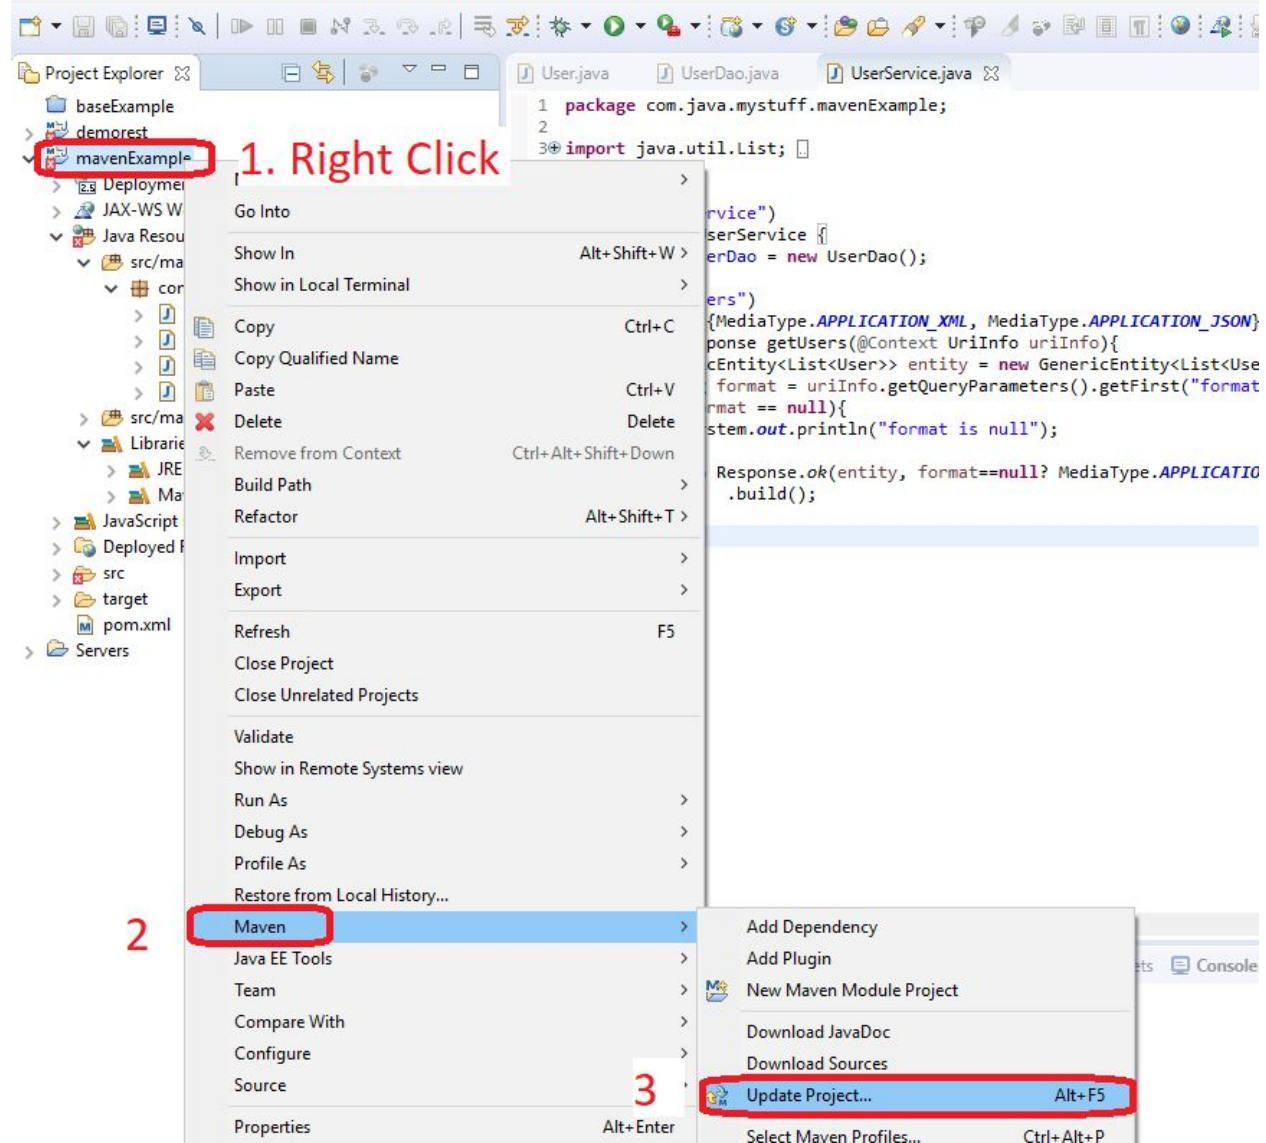 Project Explorer
User.java
UserDao.java
UserService.java
baseExample
demorest
mavenExample
1. Right Click
Deploymen
JAX-WS W
Java Resou
src/ma
src/ma
Librarie
JRE
Ma
JavaScript
Deployed
src
target
pom.xml
Servers
1 package com.java.mystuff.mavenExample;
2
3 import java.util.List;
rvice")
serService {
erDao = new UserDao();
ers")
{MediaType.APPLICATION_XML, MediaType.APPLICATION_JSON}
ponse getUsers(@Context UriInfo uriInfo){
cEntity<List<User>> entity = new GenericEntity<List<Use
format = uriInfo.getQueryParameters().getFirst("format
rmat == null){
stem.out.println("format is null");
Response.ok(entity, format==null? MediaType.APPLICATIO
.build();
Go Into
Show In Alt+Shift+W >
Show in Local Terminal >
Copy Ctrl+C
Copy Qualified Name
Paste Ctrl+V
Delete Delete
Remove from Context Ctrl+Alt+Shift+Down
Build Path >
Refactor Alt+Shift+T >
Import >
Export >
Refresh F5
Close Project
Close Unrelated Projects
Validate
Show in Remote Systems view
Run As >
Debug As >
Profile As >
Restore from Local History...
2
Maven >
Java EE Tools >
Team >
Compare With >
Configure >
Source
Properties Alt+Enter
Add Dependency
Add Plugin
New Maven Module Project
Download JavaDoc
Download Sources
3
Update Project... Alt+F5
Select Maven Profiles... Ctrl+Alt+P
Console